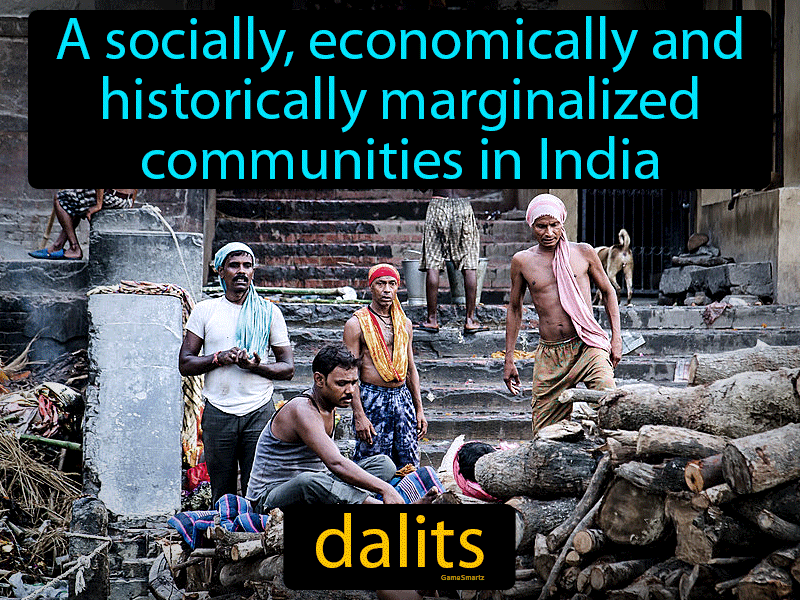 A socially, economically and
historically marginalized
communities in India
dalits
GameSmartz